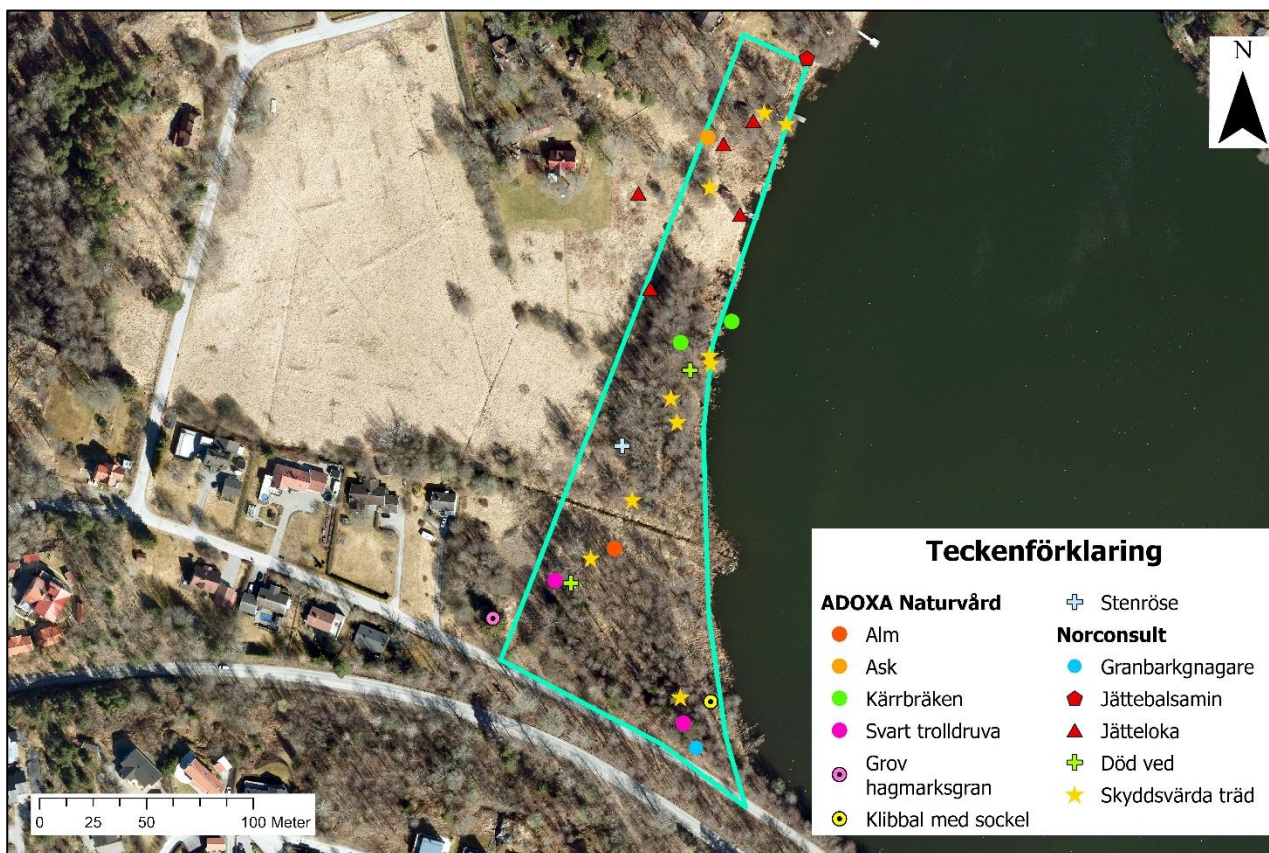 N
Teckenförklaring
ADOXA Naturvård
Alm
Ask
Kärrbräken
Svart trolldruva
Grov
hagmarksgran
Klibbal med sockel
Stenröse
Norconsult
Granbarkgnagare
Jättebalsamin
Jätteloka
Död ved
Skyddsvärda träd
0 25 50 100 Meter